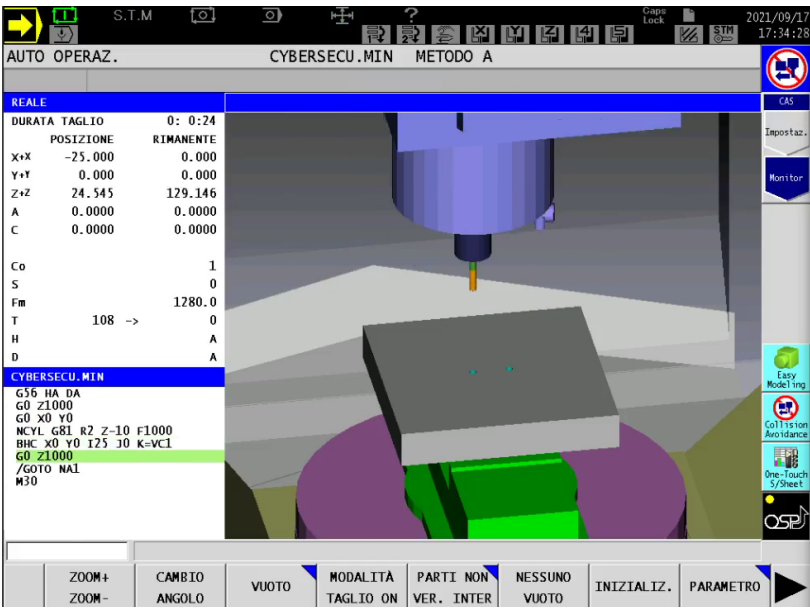 S.T.M ? Caps Lock 2021/09/17
X Y Z 4 5 STM 17:34:28
AUTO OPERAZ. CYBERSECU.MIN METODO A
REALE
DURATA TAGLIO 0: 0:24
POSIZIONE RIMANENTE
X+X -25.000 0.000
Y+Y 0.000 0.000
Z+Z 24.545 129.146
A 0.0000 0.0000
C 0.0000 0.0000
Co 1
S 0
Fm 1280.0
T 108 -> 0
H A
D A
CYBERSECU.MIN
G56 HA DA
G0 Z1000
G0 X0 Y0
NCYL G81 R2 Z-10 F1000
BHC X0 Y0 I25 J0 K=VC1
G0 Z1000
/GOTO NA1
M30
CAS
Impostaz.
Monitor
Easy
Modeling
Collision
Avoidance
One-Touch
S/Sheet
OSP
ZOOM+
ZOOM-
CAMBIO
ANGOLO
VUOTO
MODALITÀ
TAGLIO ON
PARTI NON
VER. INTER
NESSUNO
VUOTO
INIZIALIZ.
PARAMETRO